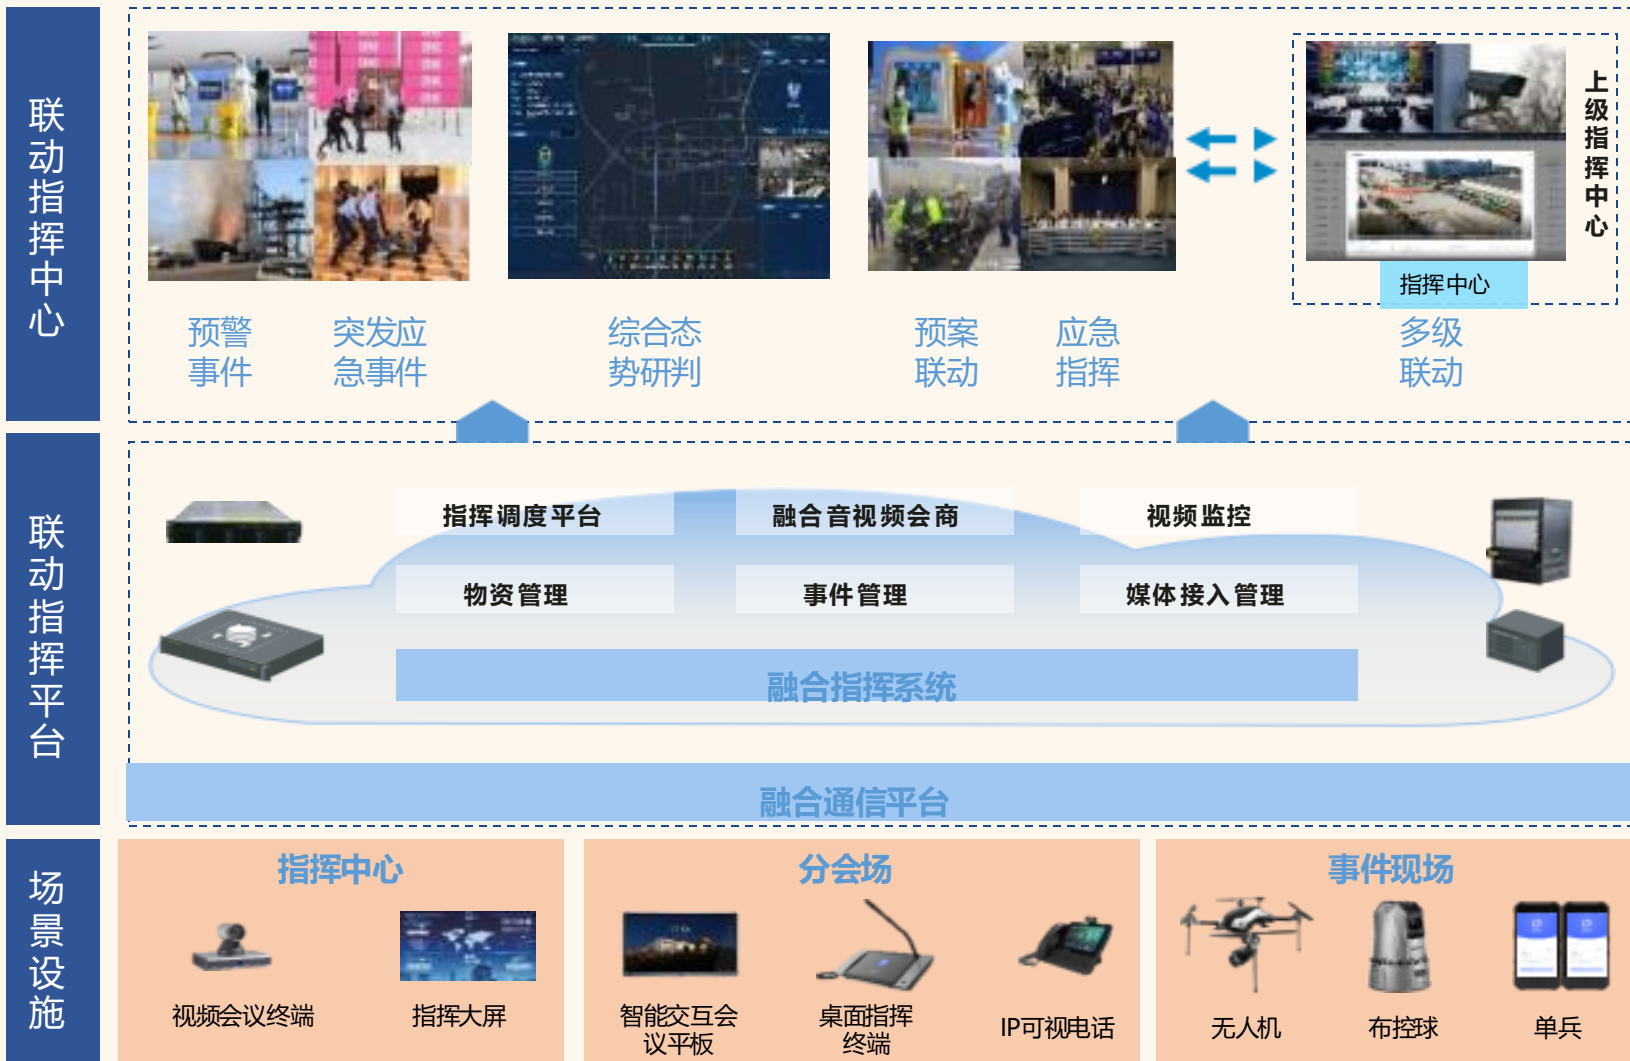 联动指挥中心
上级指挥中心
指挥中心
预警
事件
突发应
急事件
综合态
势研判
预案
联动
应急
指挥
多级
联动
联动指挥平台
指挥调度平台
融合音视频会商
视频监控
物资管理
事件管理
媒体接入管理
融合指挥系统
融合通信平台
场景设施
指挥中心
视频会议终端
指挥大屏
分会场
智能交互会
议平板
桌面指挥
终端
IP可视电话
事件现场
无人机
布控球
单兵